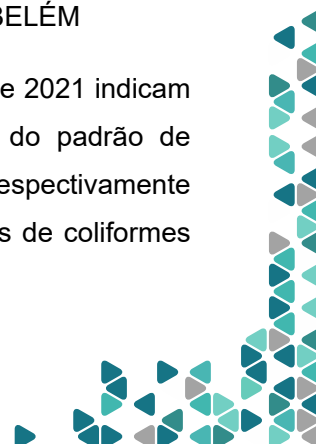 BELÉM
e 2021 indicam
do padrão de
espectivamente
s de coliformes